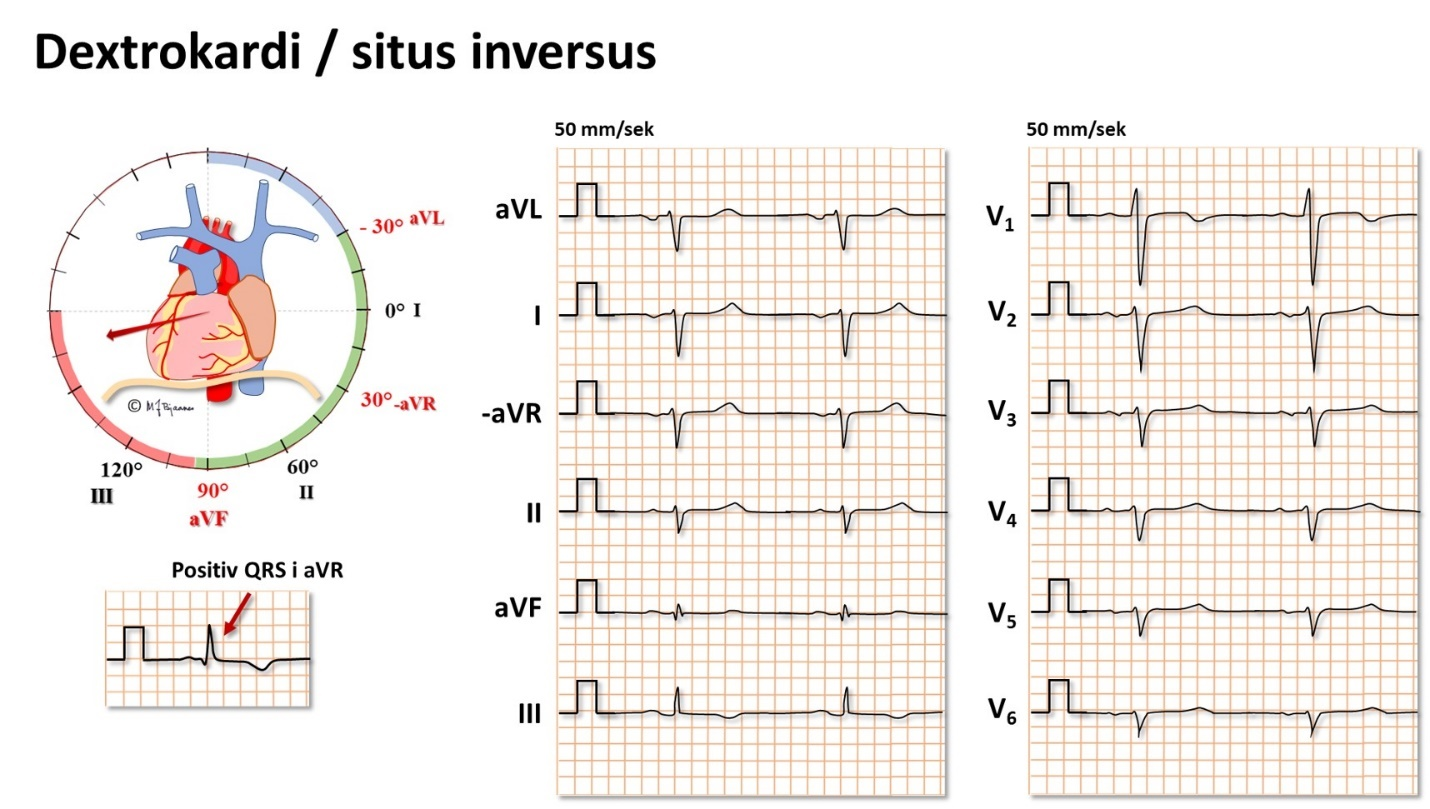 Dextrokardi / situs inversus
- 30° aVL
0° I
30°-aVR
60°
II
90°
aVF
120°
III
©
Positiv QRS i aVR
50 mm/sek
aVL
I
-aVR
II
aVF
III
50 mm/sek
V1
V2
V3
V4
V5
V6